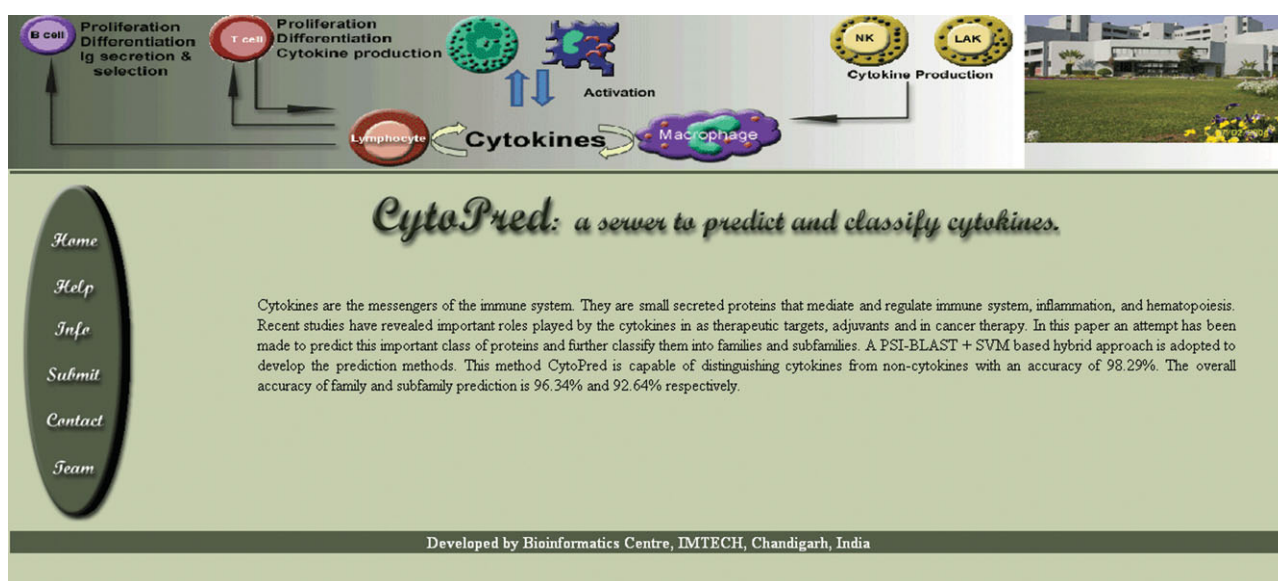 B cell
Proliferation
Differentiation
Ig secretion &
selection
T cell
Proliferation
Differentiation
Cytokine production
Activation
NK
LAK
Cytokine Production
Lymphocyte
Cytokines
Macrophage
CytoPred: a server to predict and classify cytokines.
Home
Help
Info
Submit
Contact
Team
Cytokines are the messengers of the immune system. They are small secreted proteins that mediate and regulate immune system, inflammation, and hematopoiesis.
Recent studies have revealed important roles played by the cytokines in as therapeutic targets, adjuvants and in cancer therapy. In this paper an attempt has been
made to predict this important class of proteins and further classify them into families and subfamilies. A PSI-BLAST + SVM based hybrid approach is adopted to
develop the prediction methods. This method CytoPred is capable of distinguishing cytokines from non-cytokines with an accuracy of 98.29%. The overall
accuracy of family and subfamily prediction is 96.34% and 92.64% respectively.
Developed by Bioinformatics Centre, IMTECH, Chandigarh, India